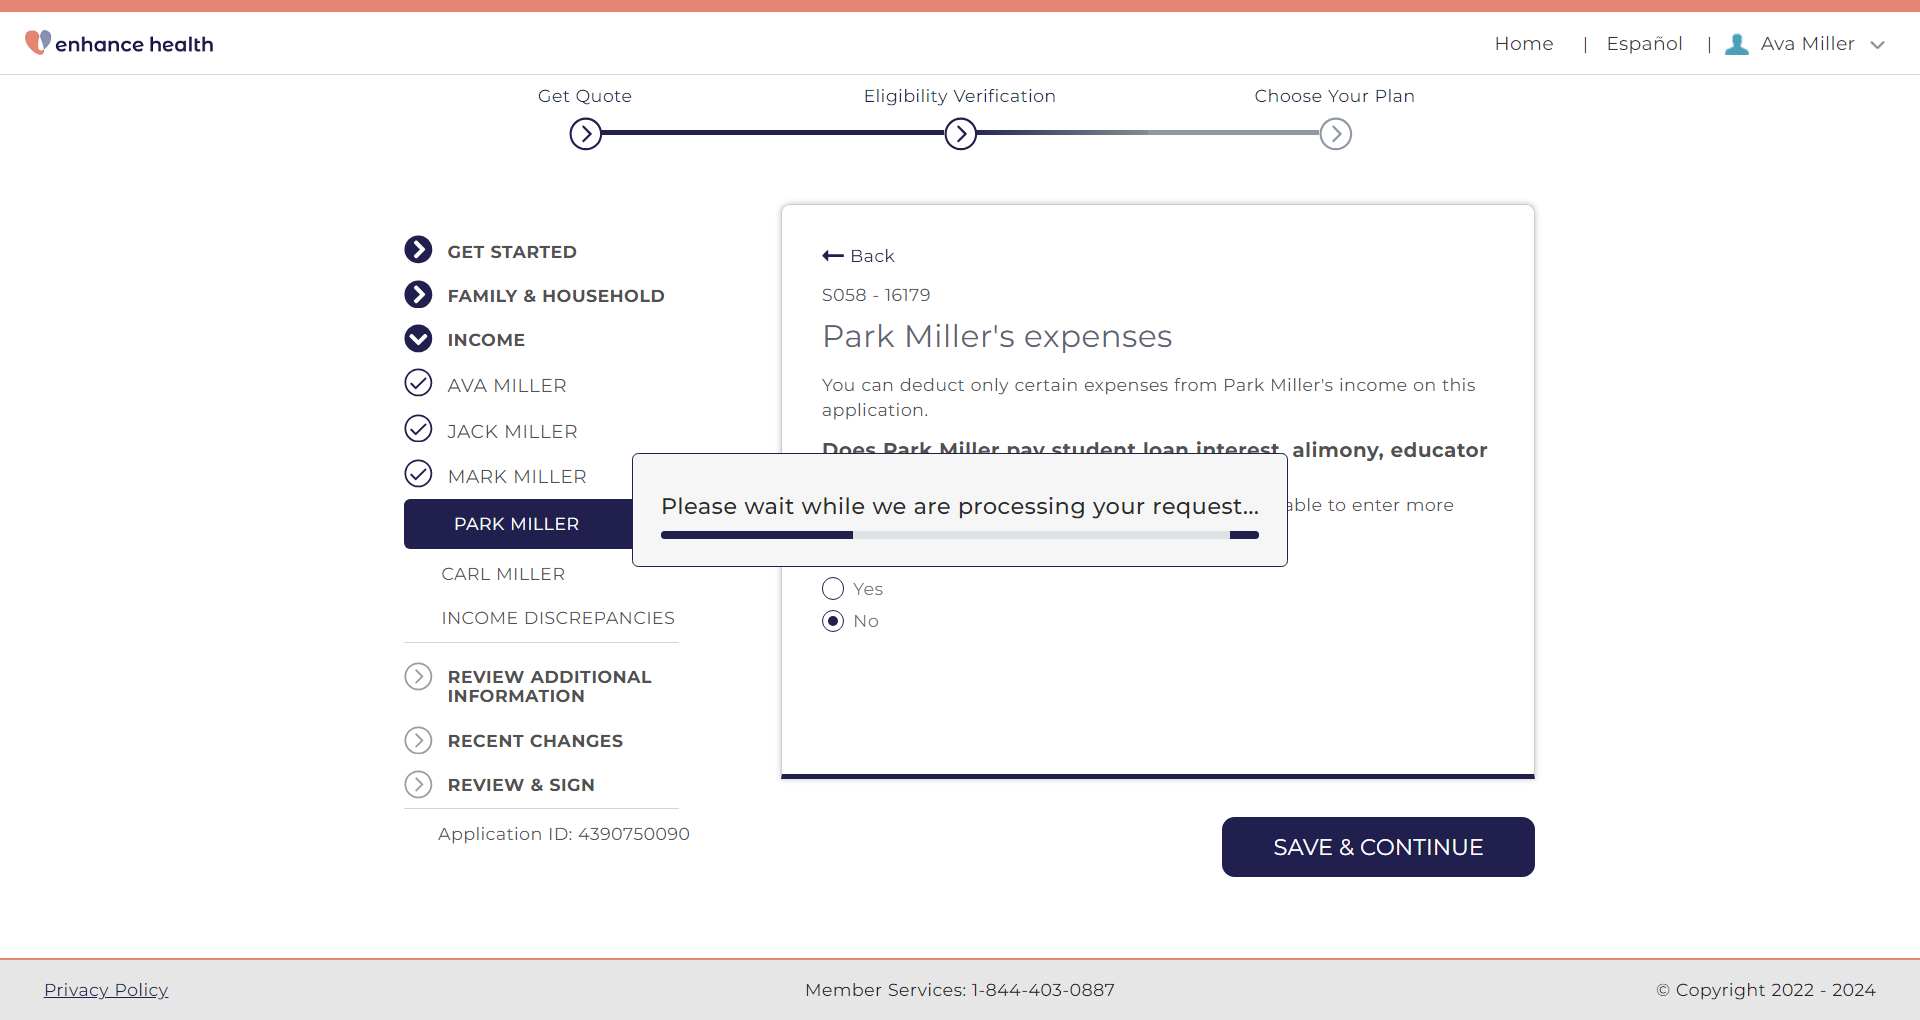 enhance health
Home | Español | Ava Miller
Get Quote
Eligibility Verification
Choose Your Plan
GET STARTED
FAMILY & HOUSEHOLD
INCOME
AVA MILLER
JACK MILLER
MARK MILLER
PARK MILLER
CARL MILLER
INCOME DISCREPANCIES
REVIEW ADDITIONAL
INFORMATION
RECENT CHANGES
REVIEW & SIGN
Application ID: 4390750090
Back
S058 - 16179
Park Miller's expenses
You can deduct only certain expenses from Park Miller's income on this
application.
Does Park Miller pay student loan interest, alimony, educator
able to enter more
Please wait while we are processing your request...
Yes
No
SAVE & CONTINUE
Privacy Policy
Member Services: 1-844-403-0887
© Copyright 2022 - 2024